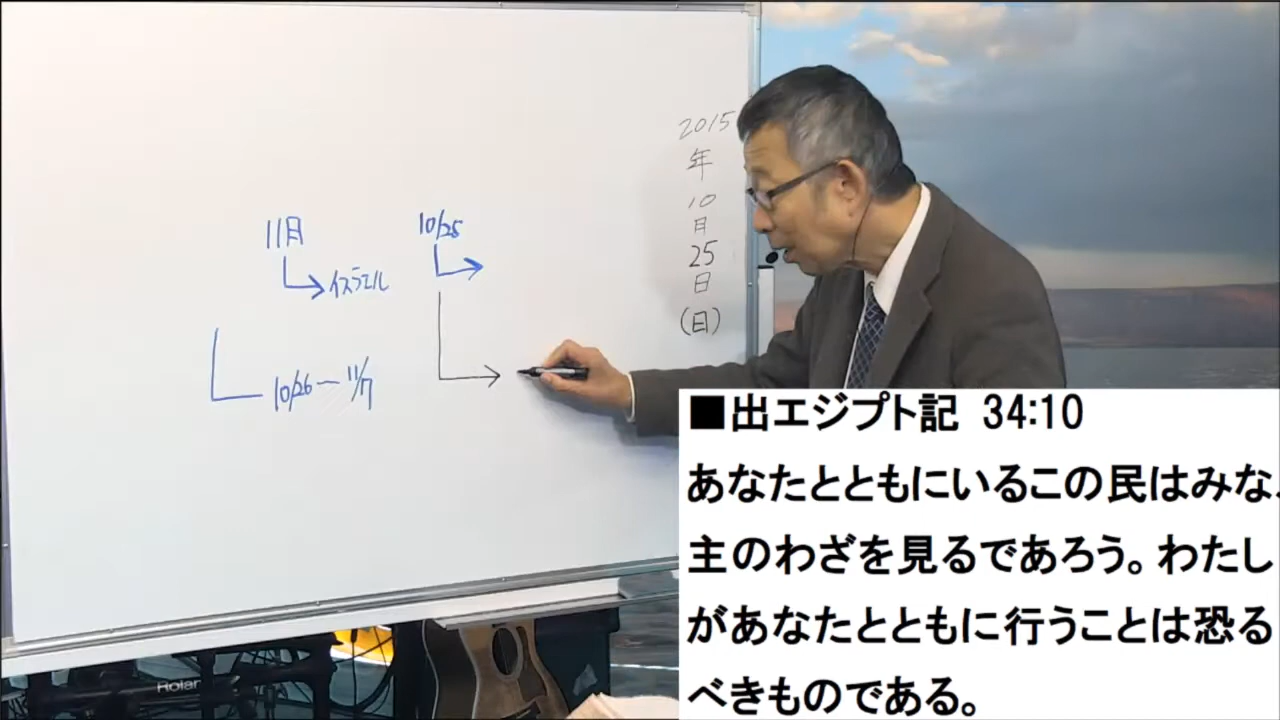 11月
→イスラエル
10/26―11/7
10/25
2015
年
10
月
25
日
(日)
■出エジプト記 34:10
あなたとともにいるこの民はみな、
主のわざを見るであろう。わたし
があなたとともに行うことは恐る
べきものである。
Roland